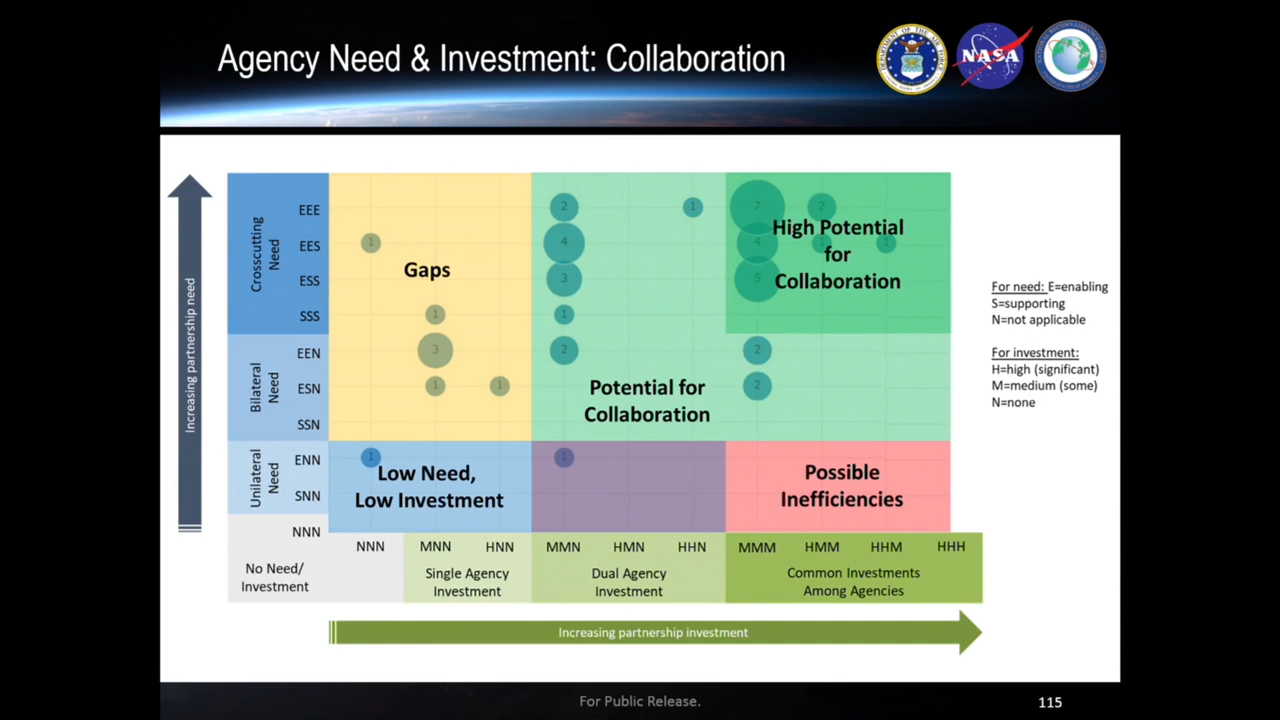 Agency Need & Investment: Collaboration
NASA
Increasing partnership need
Crosscutting
Need
Bilateral
Need
Unilateral
Need
EEE
EES
ESS
SSS
EEN
ESN
SSN
ENN
SNN
NNN
2
1
7
2
1
4
4
1
1
3
5
1
1
3
2
2
1
1
2
1
1
Gaps
High Potential
for
Collaboration
Potential for
Collaboration
Low Need,
Low Investment
Possible
Inefficiencies
For need: E=enabling
S=supporting
N=not applicable
For investment:
H=high (significant)
M=medium (some)
N=none
NNN
MNN
HNN
MMN
HMN
HHN
MMM
HMM
HHM
HHH
No Need/
Investment
Single Agency
Investment
Dual Agency
Investment
Common Investments
Among Agencies
Increasing partnership investment
For Public Release.
115